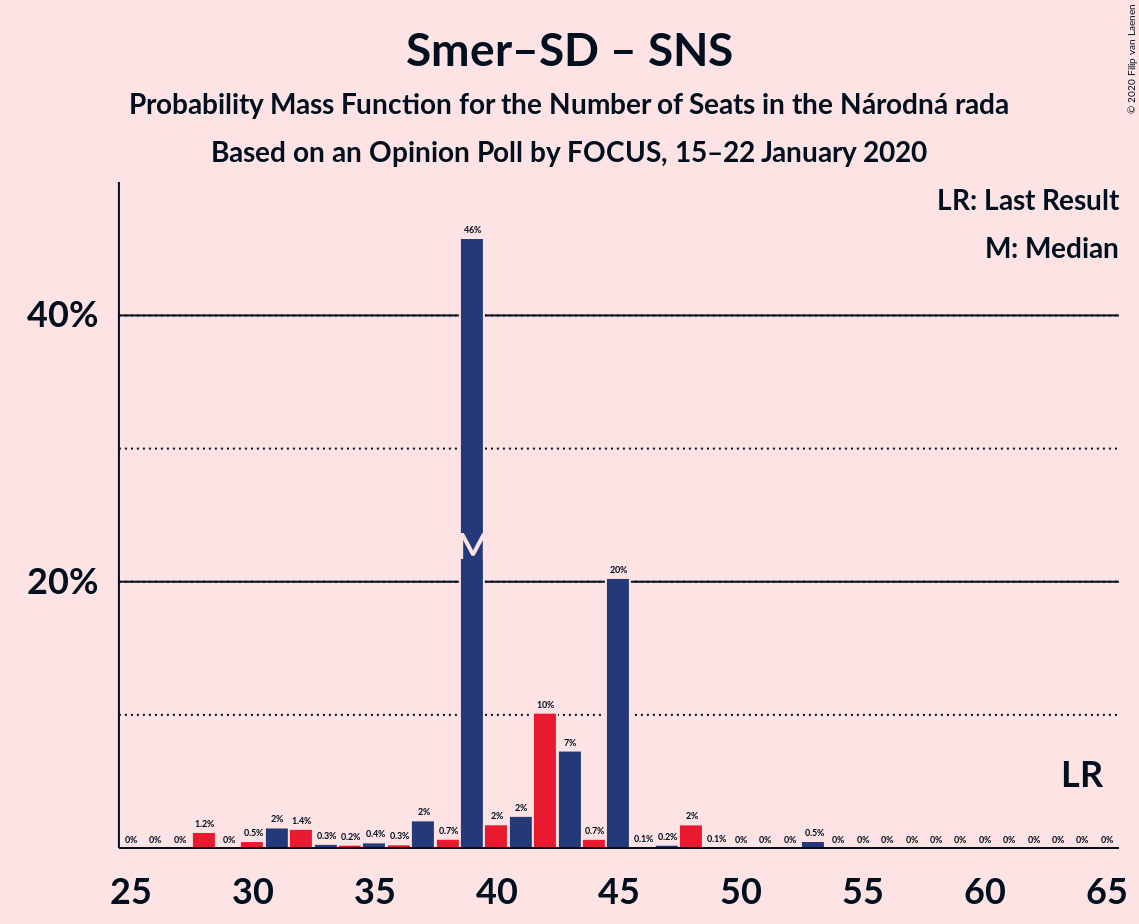 Smer–SD – SNS
Probability Mass Function for the Number of Seats in the Národná rada
Based on an Opinion Poll by FOCUS, 15–22 January 2020
© 2020 Filip van Laenen
LR: Last Result
M: Median
40%
20%
0% 0% 0% 1.2% 0% 0.5% 2% 1.4% 0.3% 0.2% 0.4% 0.3% 2% 0.7% 46% 2% 2% 10% 7% 0.7% 20% 0.1% 0.2% 2% 0.1% 0% 0% 0% 0.5% 0% 0% 0% 0% 0% 0% 0% 0% 0% 0% 0% 0%
M
LR
25 30 35 40 45 50 55 60 65